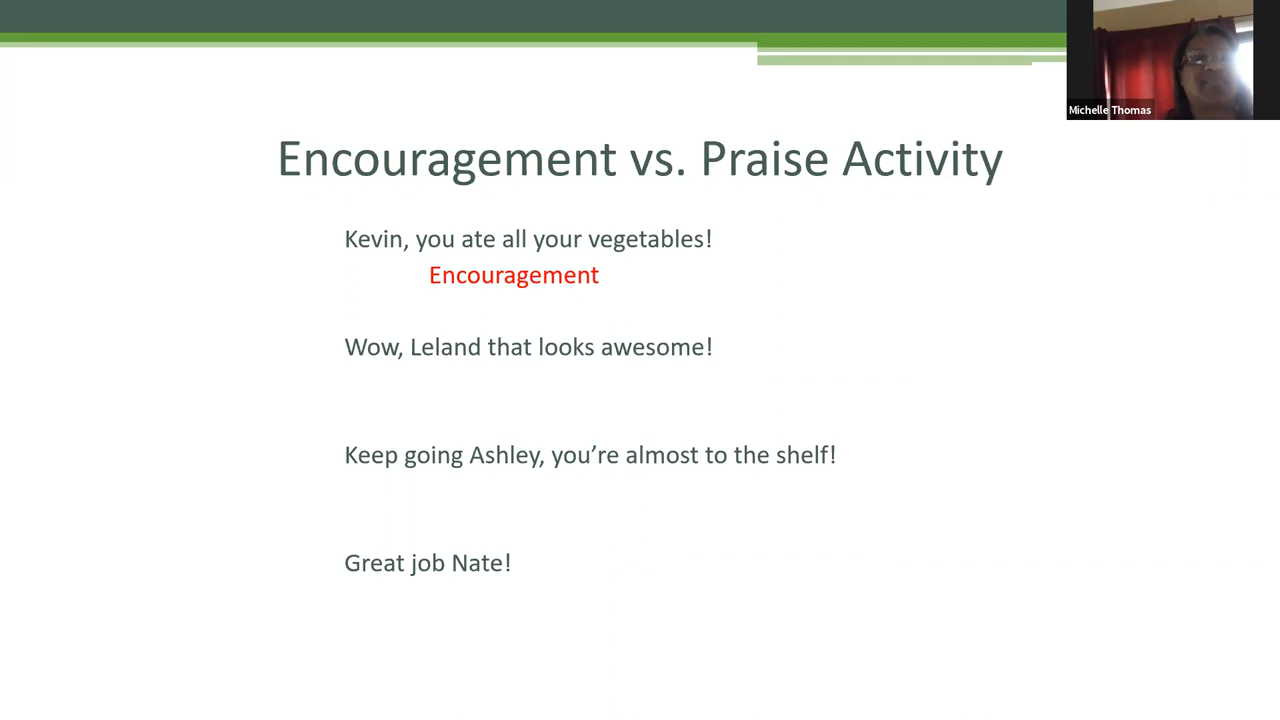 Michelle Thomas
Encouragement vs. Praise Activity
Kevin, you ate all your vegetables!
Encouragement
Wow, Leland that looks awesome!
Keep going Ashley, you’re almost to the shelf!
Great job Nate!